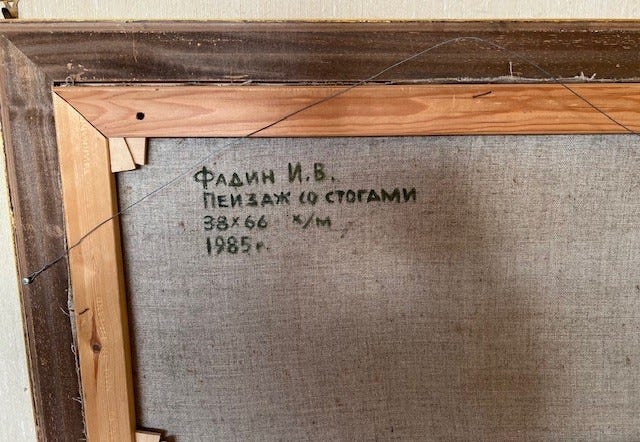 Фадин И.В.
ПЕИЗАЖ СО СТОГАМИ
38×66 х/м
1985г.